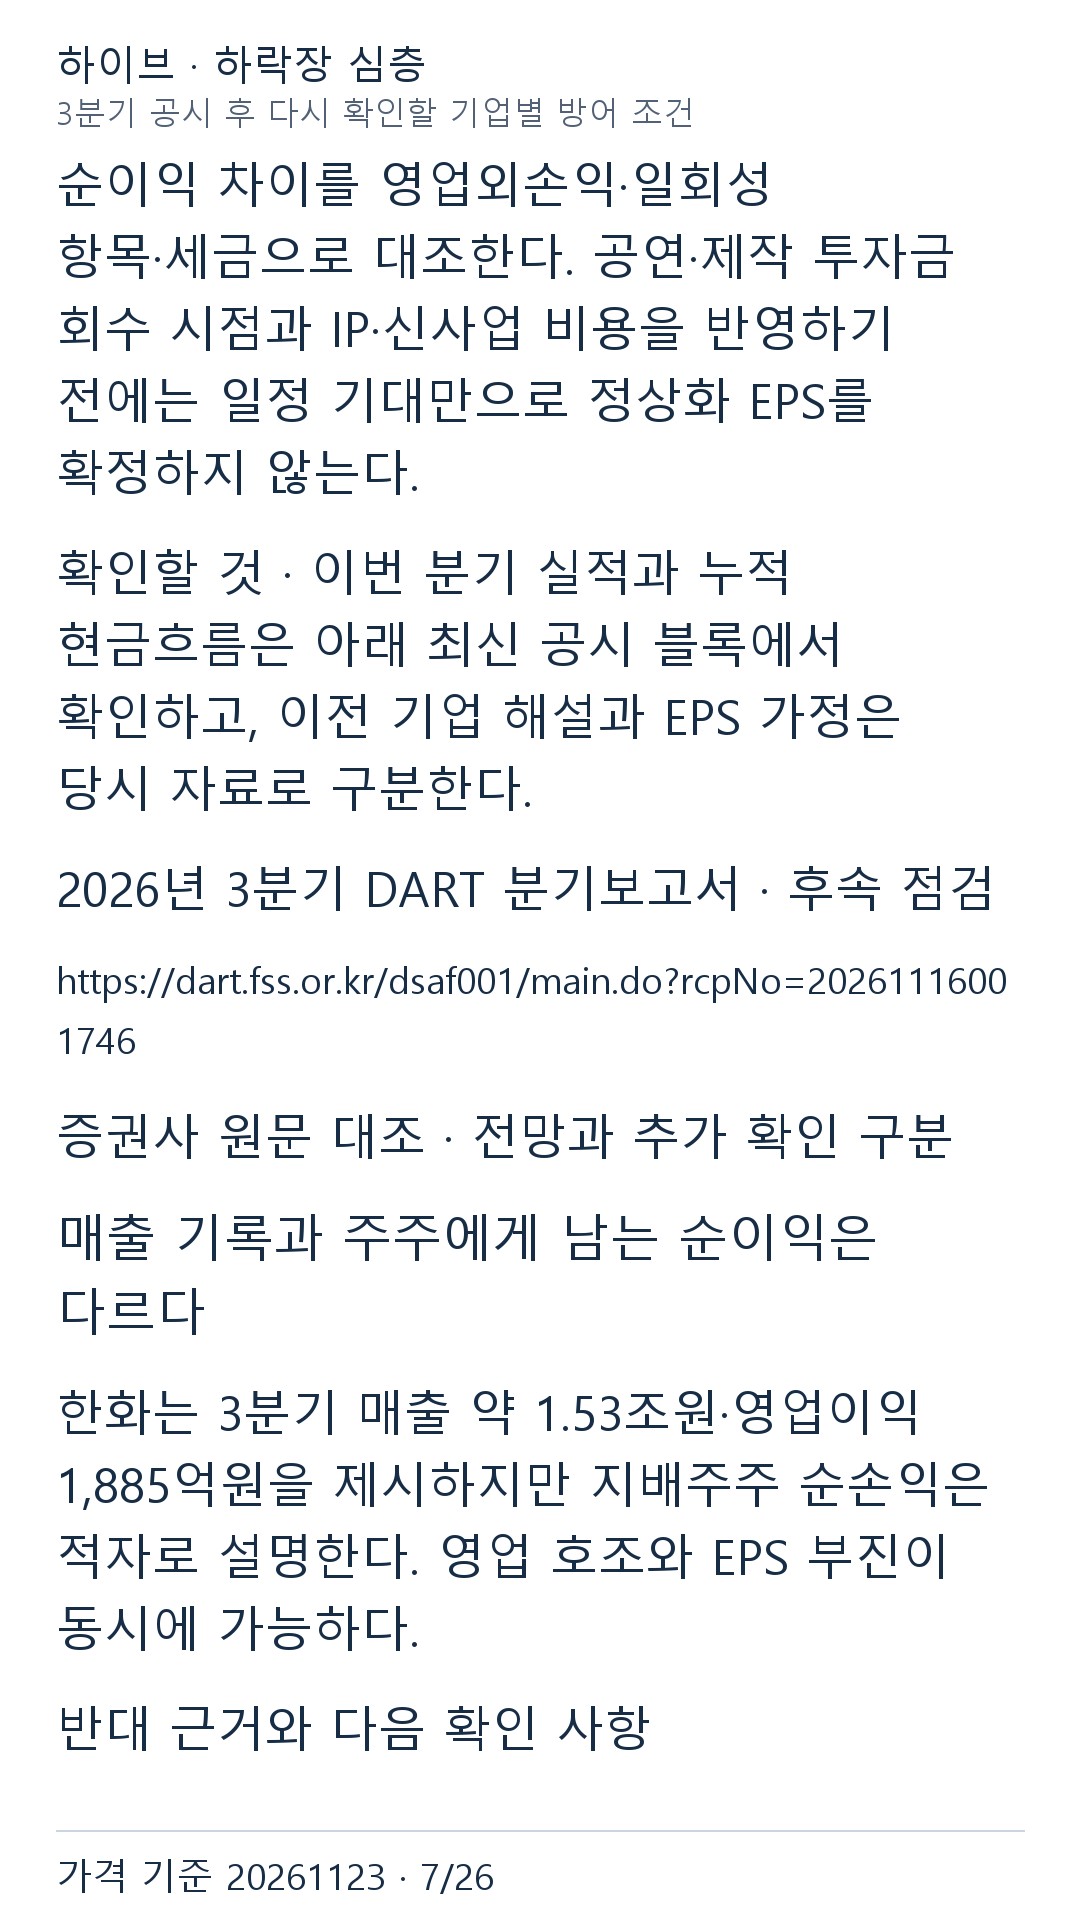 하이브 · 하락장 심층
3분기 공시 후 다시 확인할 기업별 방어 조건
순이익 차이를 영업외손익·일회성
항목·세금으로 대조한다. 공연·제작 투자금
회수 시점과 IP·신사업 비용을 반영하기
전에는 일정 기대만으로 정상화 EPS를
확정하지 않는다.
확인할 것 · 이번 분기 실적과 누적
현금흐름은 아래 최신 공시 블록에서
확인하고, 이전 기업 해설과 EPS 가정은
당시 자료로 구분한다.
2026년 3분기 DART 분기보고서 · 후속 점검
https://dart.fss.or.kr/dsaf001/main.do?rcpNo=2026111600
1746
증권사 원문 대조 · 전망과 추가 확인 구분
매출 기록과 주주에게 남는 순이익은
다르다
한화는 3분기 매출 약 1.53조원·영업이익
1,885억원을 제시하지만 지배주주 순손익은
적자로 설명한다. 영업 호조와 EPS 부진이
동시에 가능하다.
반대 근거와 다음 확인 사항
가격 기준 20261123 · 7/26